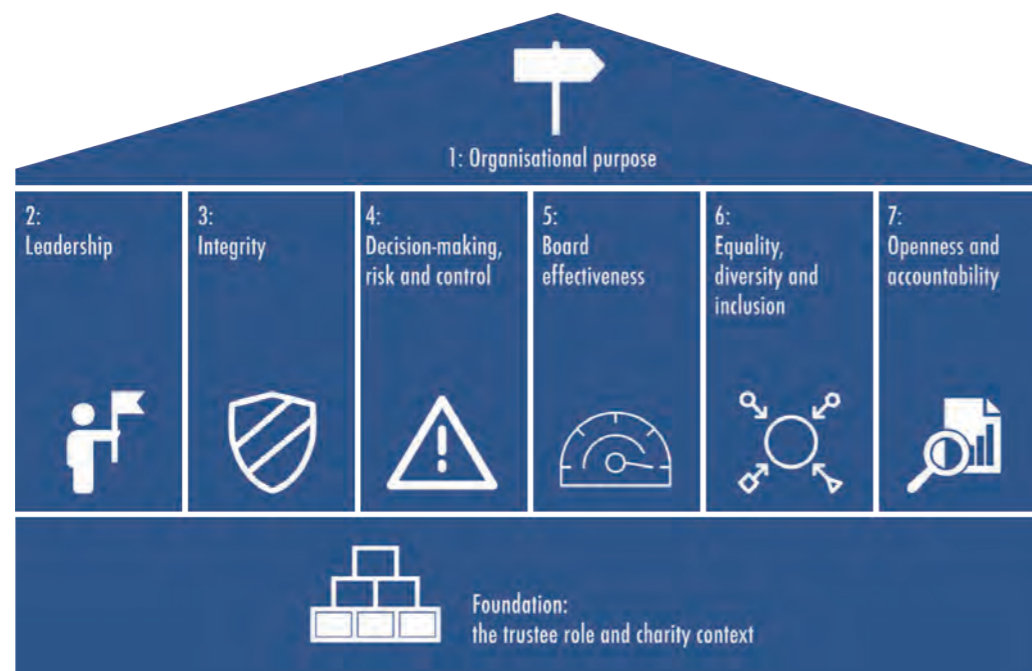 1: Organisational purpose
2:
Leadership
3:
Integrity
4:
Decision-making,
risk and control
5:
Board
effectiveness
6:
Equality,
diversity and
inclusion
7:
Openness and
accountability
Foundation:
the trustee role and charity context